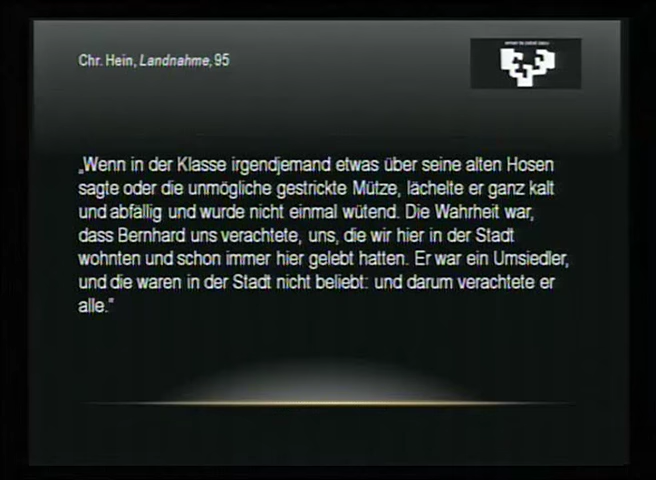 Chr. Hein, Landnahme, 95
„Wenn in der Klasse irgendjemand etwas über seine alten Hosen
sagte oder die unmögliche gestrickte Mütze, lächelte er ganz kalt
und abfällig und wurde nicht einmal wütend. Die Wahrheit war,
dass Bernhard uns verachtete, uns, die wir hier in der Stadt
wohnten und schon immer hier gelebt hatten. Er war ein Umsiedler,
und die waren in der Stadt nicht beliebt: und darum verachtete er
alle.“